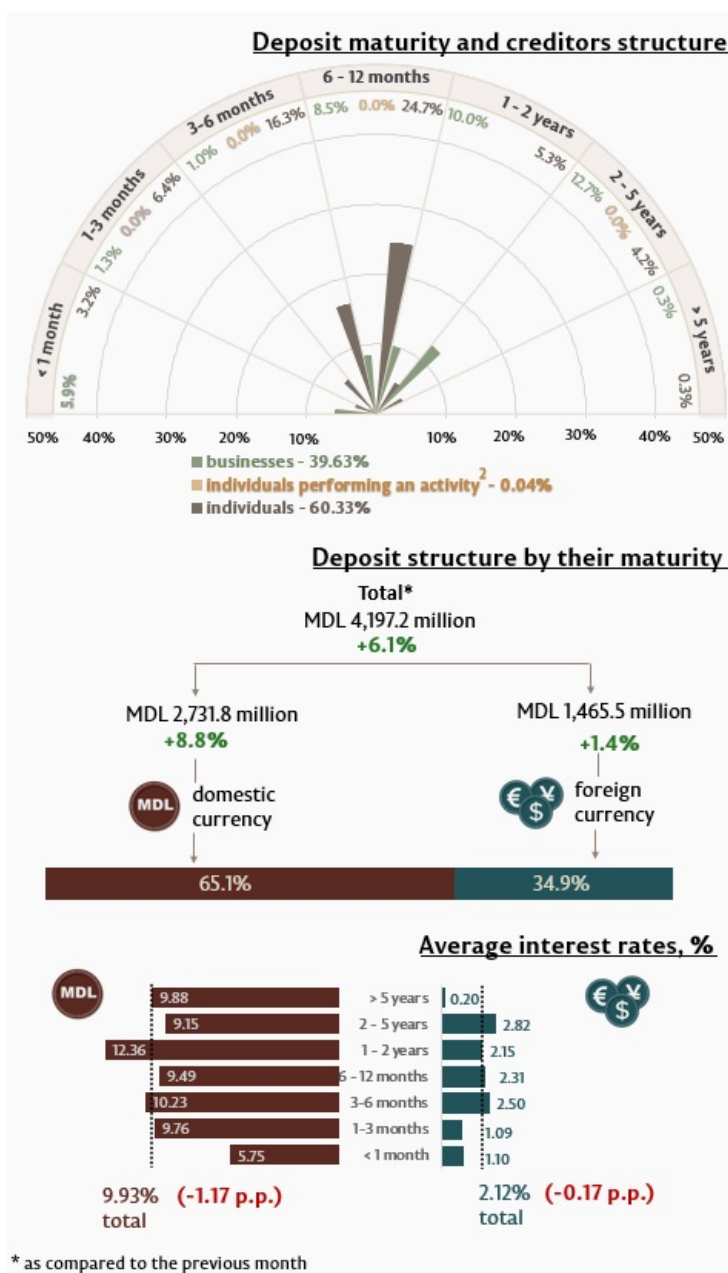 Deposit maturity and creditors structure
6 - 12 months
3-6 months
1 - 2 years
1-3 months
2 - 5 years
< 1 month
> 5 years
5.9%
3.2%
1.3%
0.0%
6.4%
1.0%
0.0%
16.3%
8.5%
0.0%
24.7%
10.0%
5.3%
12.7%
0.0%
4.2%
0.3%
0.3%
50% 40% 30% 20% 10% 10% 20% 30% 40% 50%
businesses - 39.63%
individuals performing an activity2 - 0.04%
individuals - 60.33%
Deposit structure by their maturity
Total*
MDL 4,197.2 million
+6.1%
MDL 2,731.8 million
+8.8%
MDL 1,465.5 million
+1.4%
MDL
domestic
currency
€ ¥ $
foreign
currency
65.1% 34.9%
Average interest rates, %
MDL
€ ¥ $
9.88 > 5 years 0.20
9.15 2 - 5 years 2.82
12.36 1 - 2 years 2.15
9.49 6 - 12 months 2.31
10.23 3-6 months 2.50
9.76 1-3 months 1.09
5.75 < 1 month 1.10
9.93% (-1.17 p.p.)
total
2.12% (-0.17 p.p.)
total
* as compared to the previous month